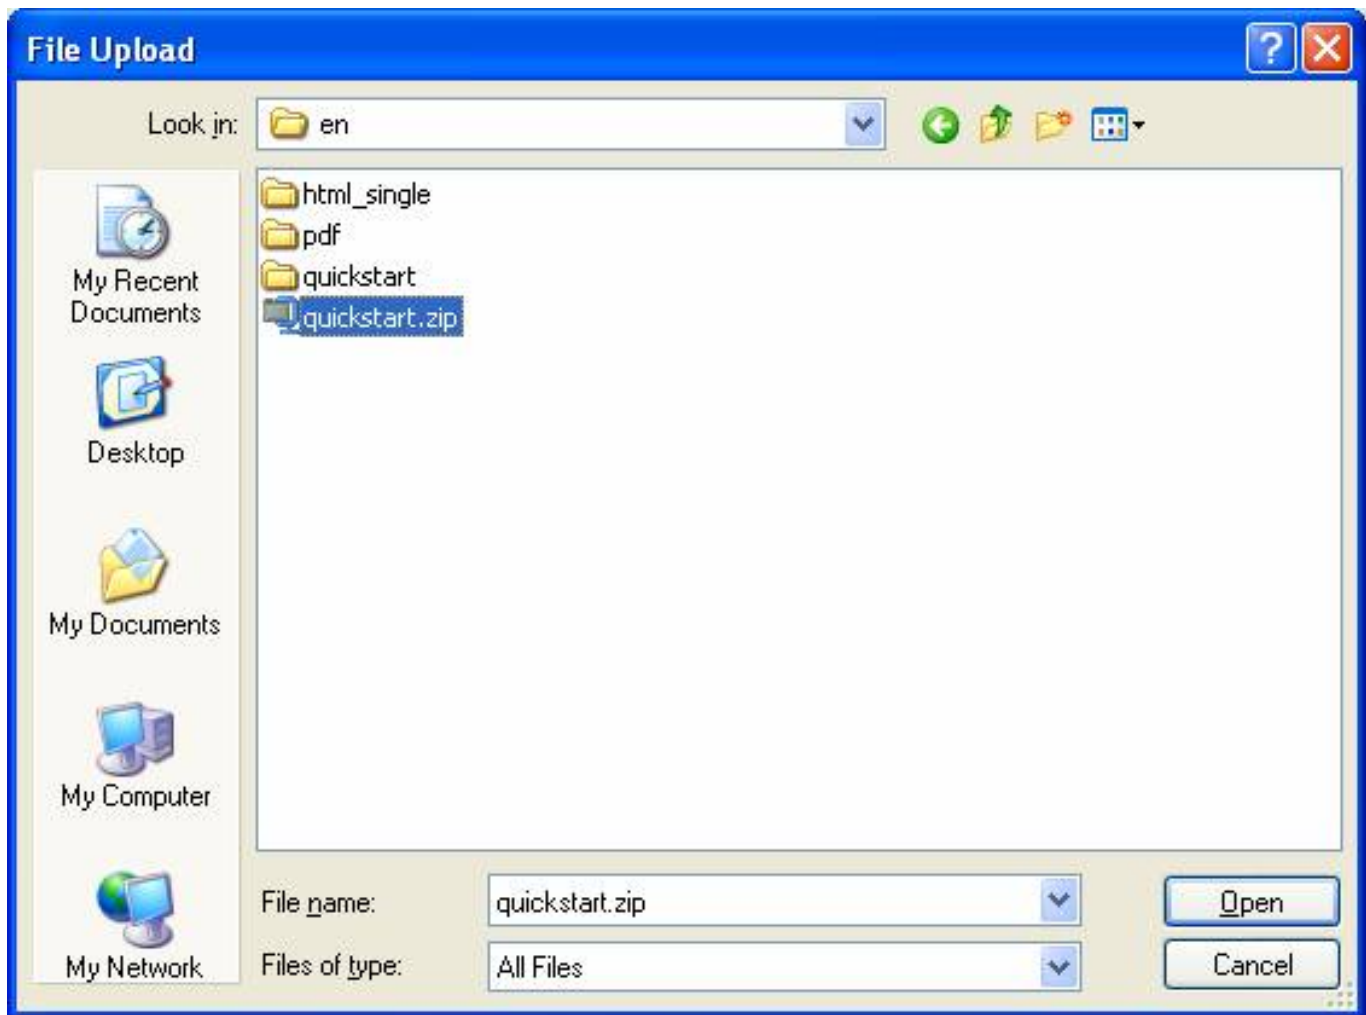 File Upload
Look in:
en
html_single
pdf
quickstart
quickstart.zip
My Recent
Documents
Desktop
My Documents
My Computer
My Network
File name:
quickstart.zip
Open
Files of type:
All Files
Cancel